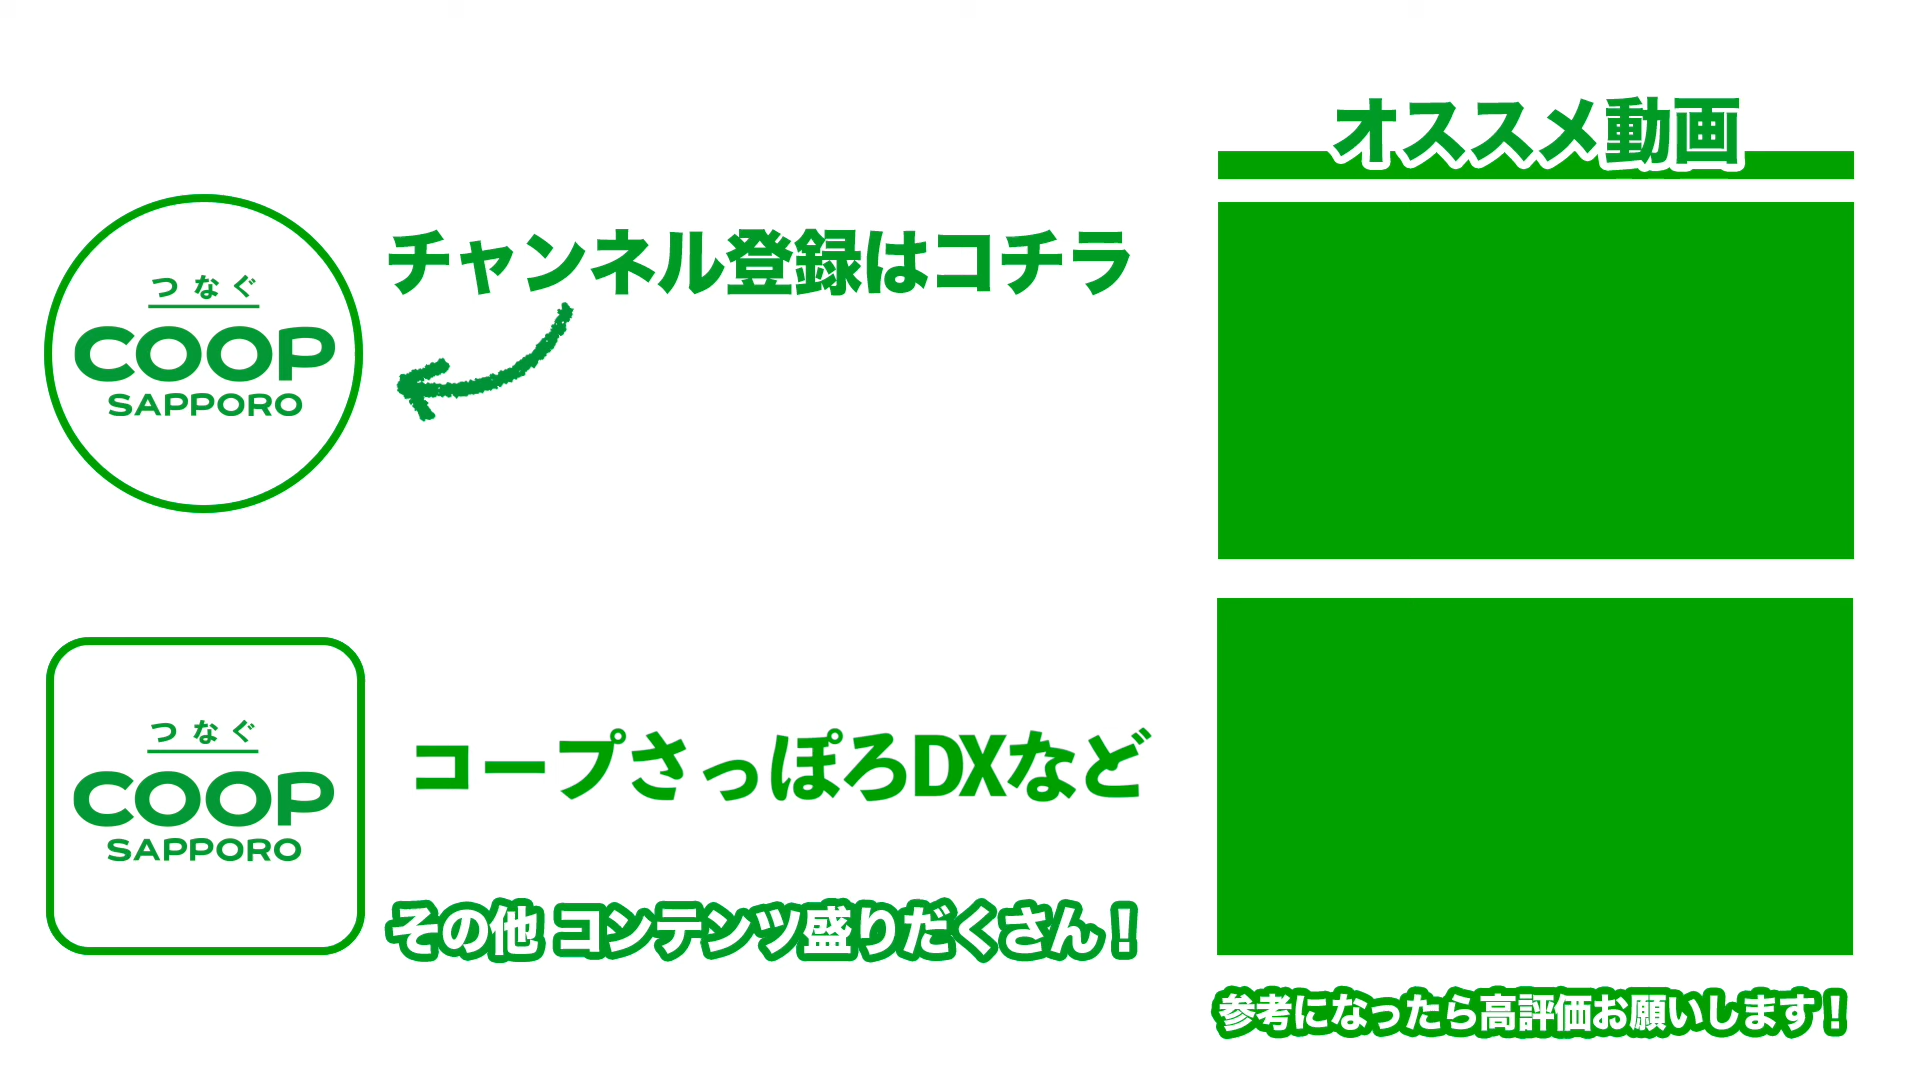 オススメ動画
チャンネル登録はコチラ
つなぐ
COOP
SAPPORO
つなぐ
COOP
SAPPORO
コープさっぽろDXなど
その他 コンテンツ盛りだくさん！
参考になったら高評価お願いします！